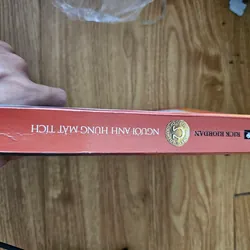 RICK RIORDAN
NGƯỜI ANH HÙNG MẤT TÍCH